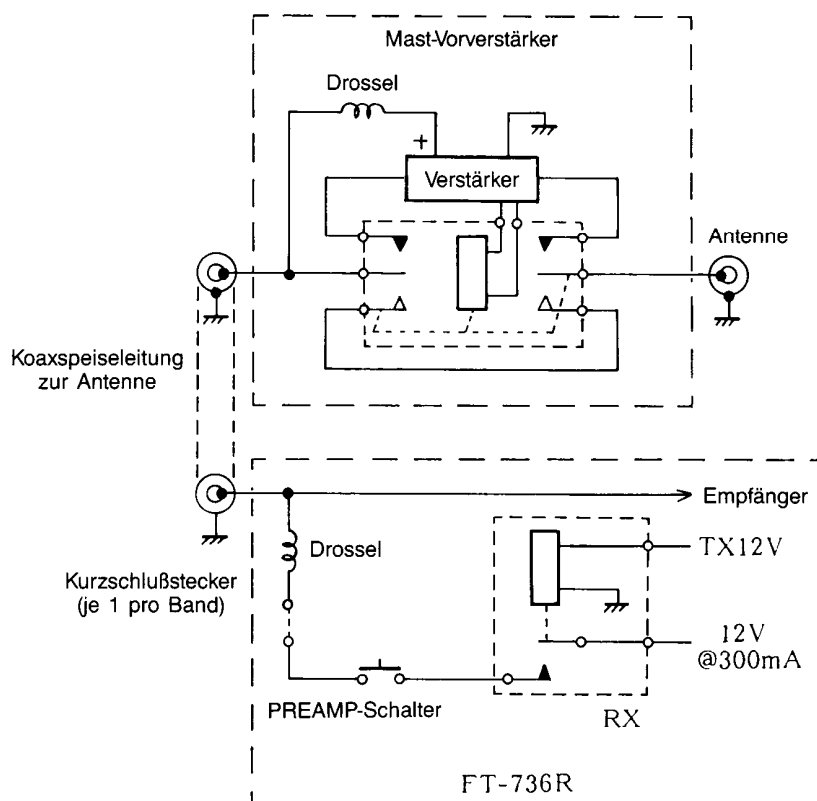 Mast-Vorverstärker
Drossel
+
Verstärker
Antenne
Koaxspeiseleitung
zur Antenne
Empfänger
Drossel
TX12V
Kurzschlußstecker
(je 1 pro Band)
12V
@300mA
PREAMP-Schalter
RX
FT-736R